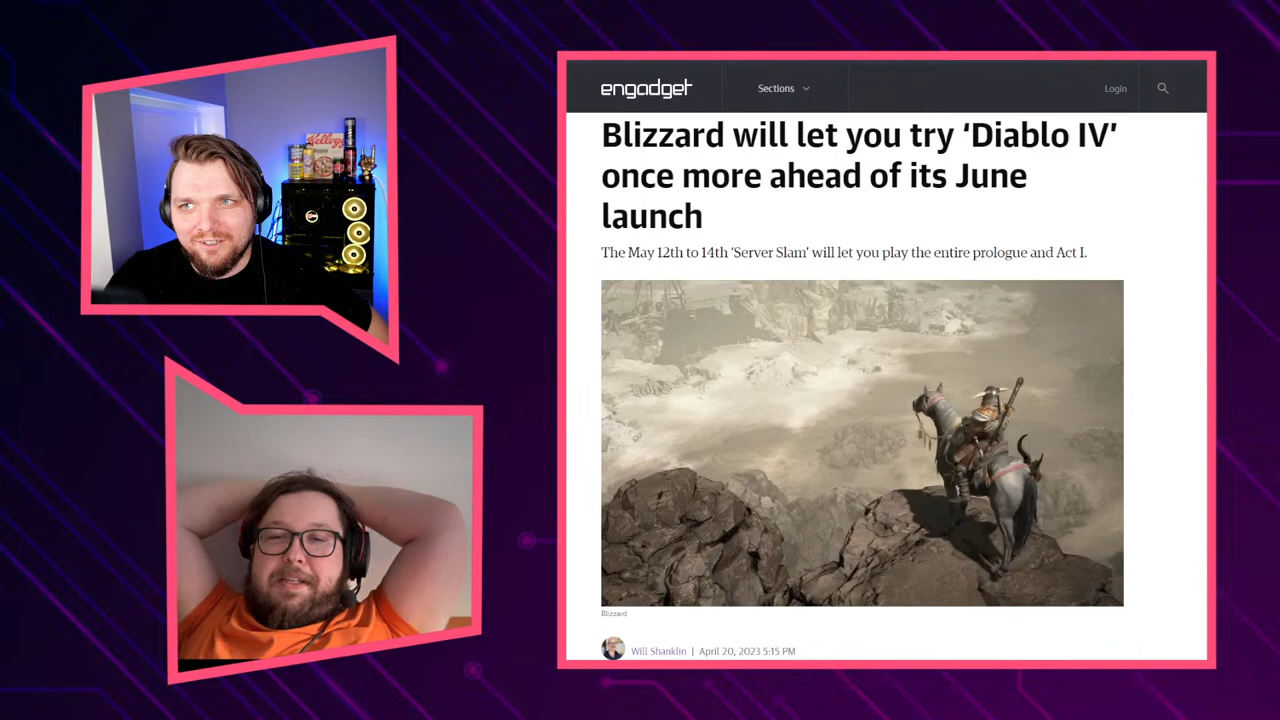 engadget
Sections
Login
Blizzard will let you try ‘Diablo IV’
once more ahead of its June
launch
The May 12th to 14th ‘Server Slam’ will let you play the entire prologue and Act I.
Blizzard
Will Shanklin | April 20, 2023 5:15 PM
Kellogg's